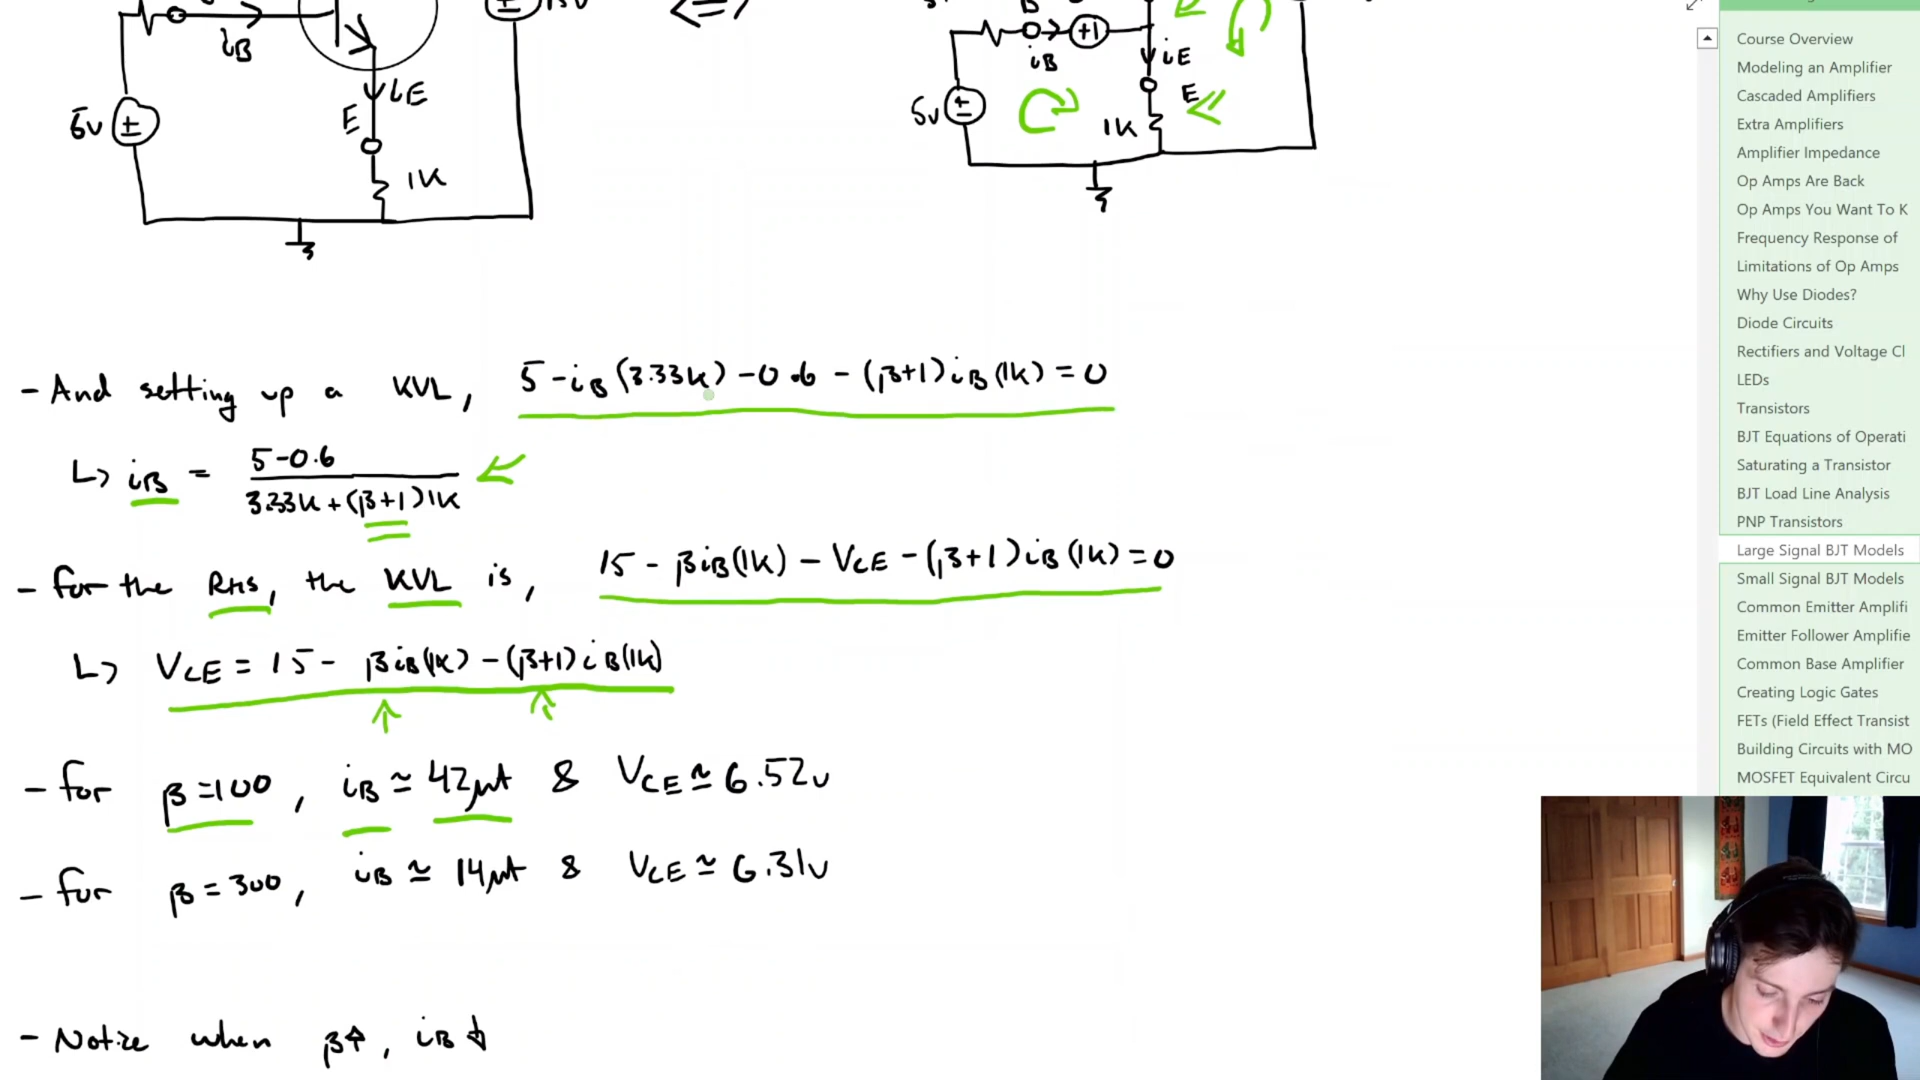 15v
<=>
iB
iE
5v
E
1K
B
+1
iB
iE
E
5v
1K
- And setting up a KVL, 5-iB(3.33K)-0.6-(β+1)iB(1K)=0
↳ iB = 5-0.6
3.33K+(β+1)1K
- for the RHS, the KVL is, 15-βiB(1K)-VCE-(β+1)iB(1K)=0
↳ VCE = 15-βiB(1K)-(β+1)iB(1K)
- for β=100, iB≃42μA & VCE≃6.52v
- for β=300, iB≃14μA & VCE≃6.31v
- Notice when β↑, iB↓
Course Overview
Modeling an Amplifier
Cascaded Amplifiers
Extra Amplifiers
Amplifier Impedance
Op Amps Are Back
Op Amps You Want To K
Frequency Response of
Limitations of Op Amps
Why Use Diodes?
Diode Circuits
Rectifiers and Voltage Cl
LEDs
Transistors
BJT Equations of Operati
Saturating a Transistor
BJT Load Line Analysis
PNP Transistors
Large Signal BJT Models
Small Signal BJT Models
Common Emitter Amplifi
Emitter Follower Amplifie
Common Base Amplifier
Creating Logic Gates
FETs (Field Effect Transist
Building Circuits with MO
MOSFET Equivalent Circu